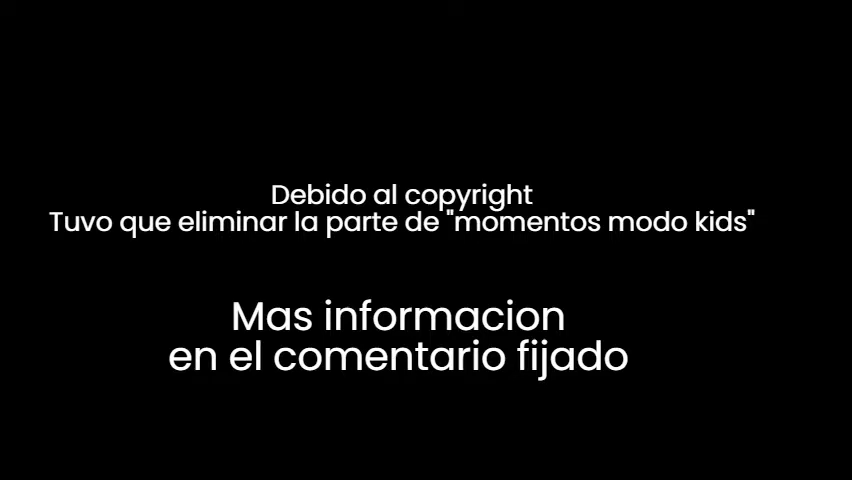 Debido al copyright
Tuvo que eliminar la parte de "momentos modo kids"
Mas informacion
en el comentario fijado